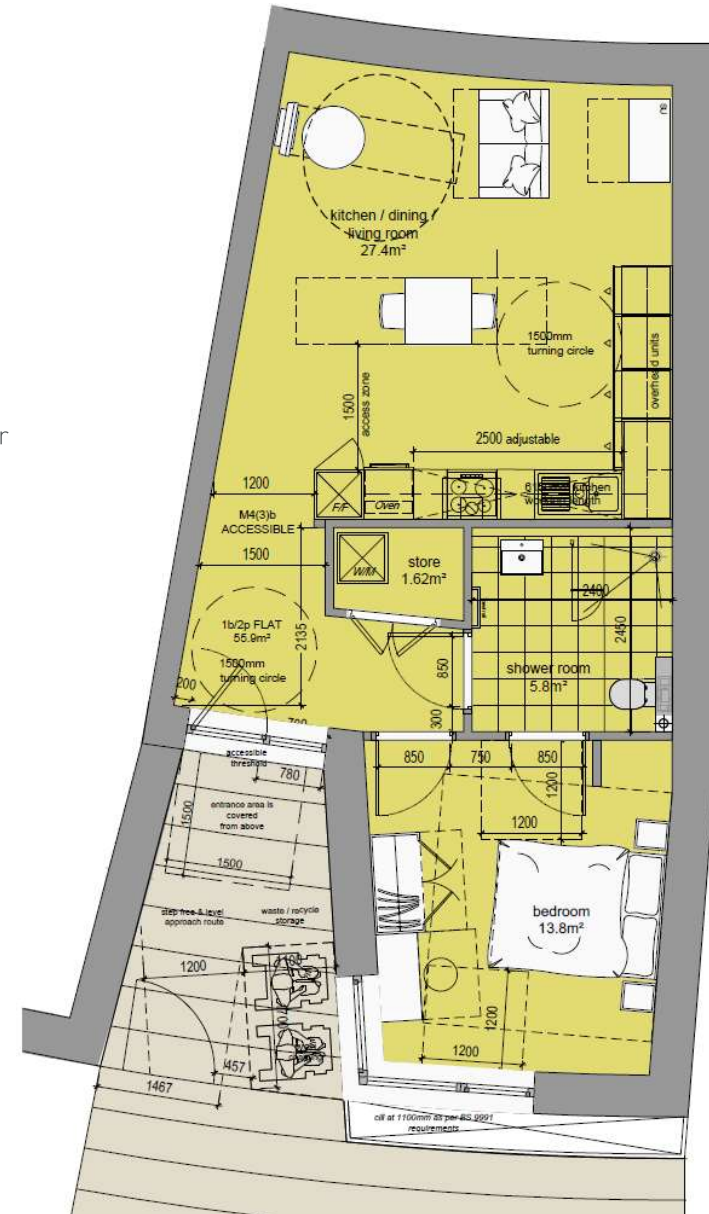 r
kitchen / dining /
living room
27.4m²
1500mm
turning circle
overhead units
1500
access zone
2500 adjustable
1200
F/F
Oven
M4(3)b
ACCESSIBLE
1500
W/M
store
1.62m²
2400
2450
1b/2p FLAT
55.9m²
1500mm
turning circle
2135
850
300
shower room
5.8m²
200
700
accessible
threshold
780
850
750
850
1200
1200
1500
entrance area is
covered
from above
1500
step free & level
approach route
waste / recycle
storage
1200
1100
bedroom
13.8m²
1200
1200
457
1467
cill at 1100mm as per BS 9991
requirements